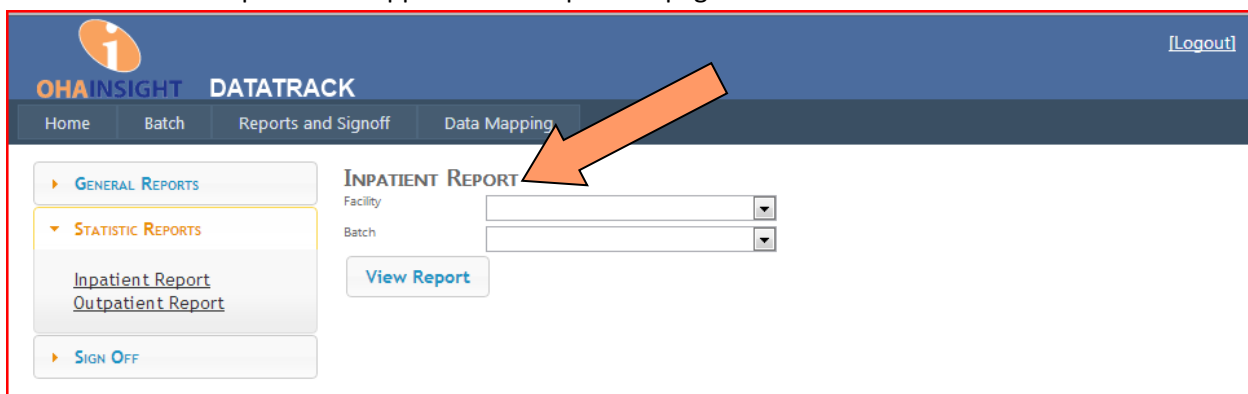 [Logout]
OHAINSIGHT DATATRACK
Home Batch Reports and Signoff Data Mapping
GENERAL REPORTS
STATISTIC REPORTS
Inpatient Report
Outpatient Report
SIGN OFF
INPATIENT REPORT
Facility
Batch
View Report